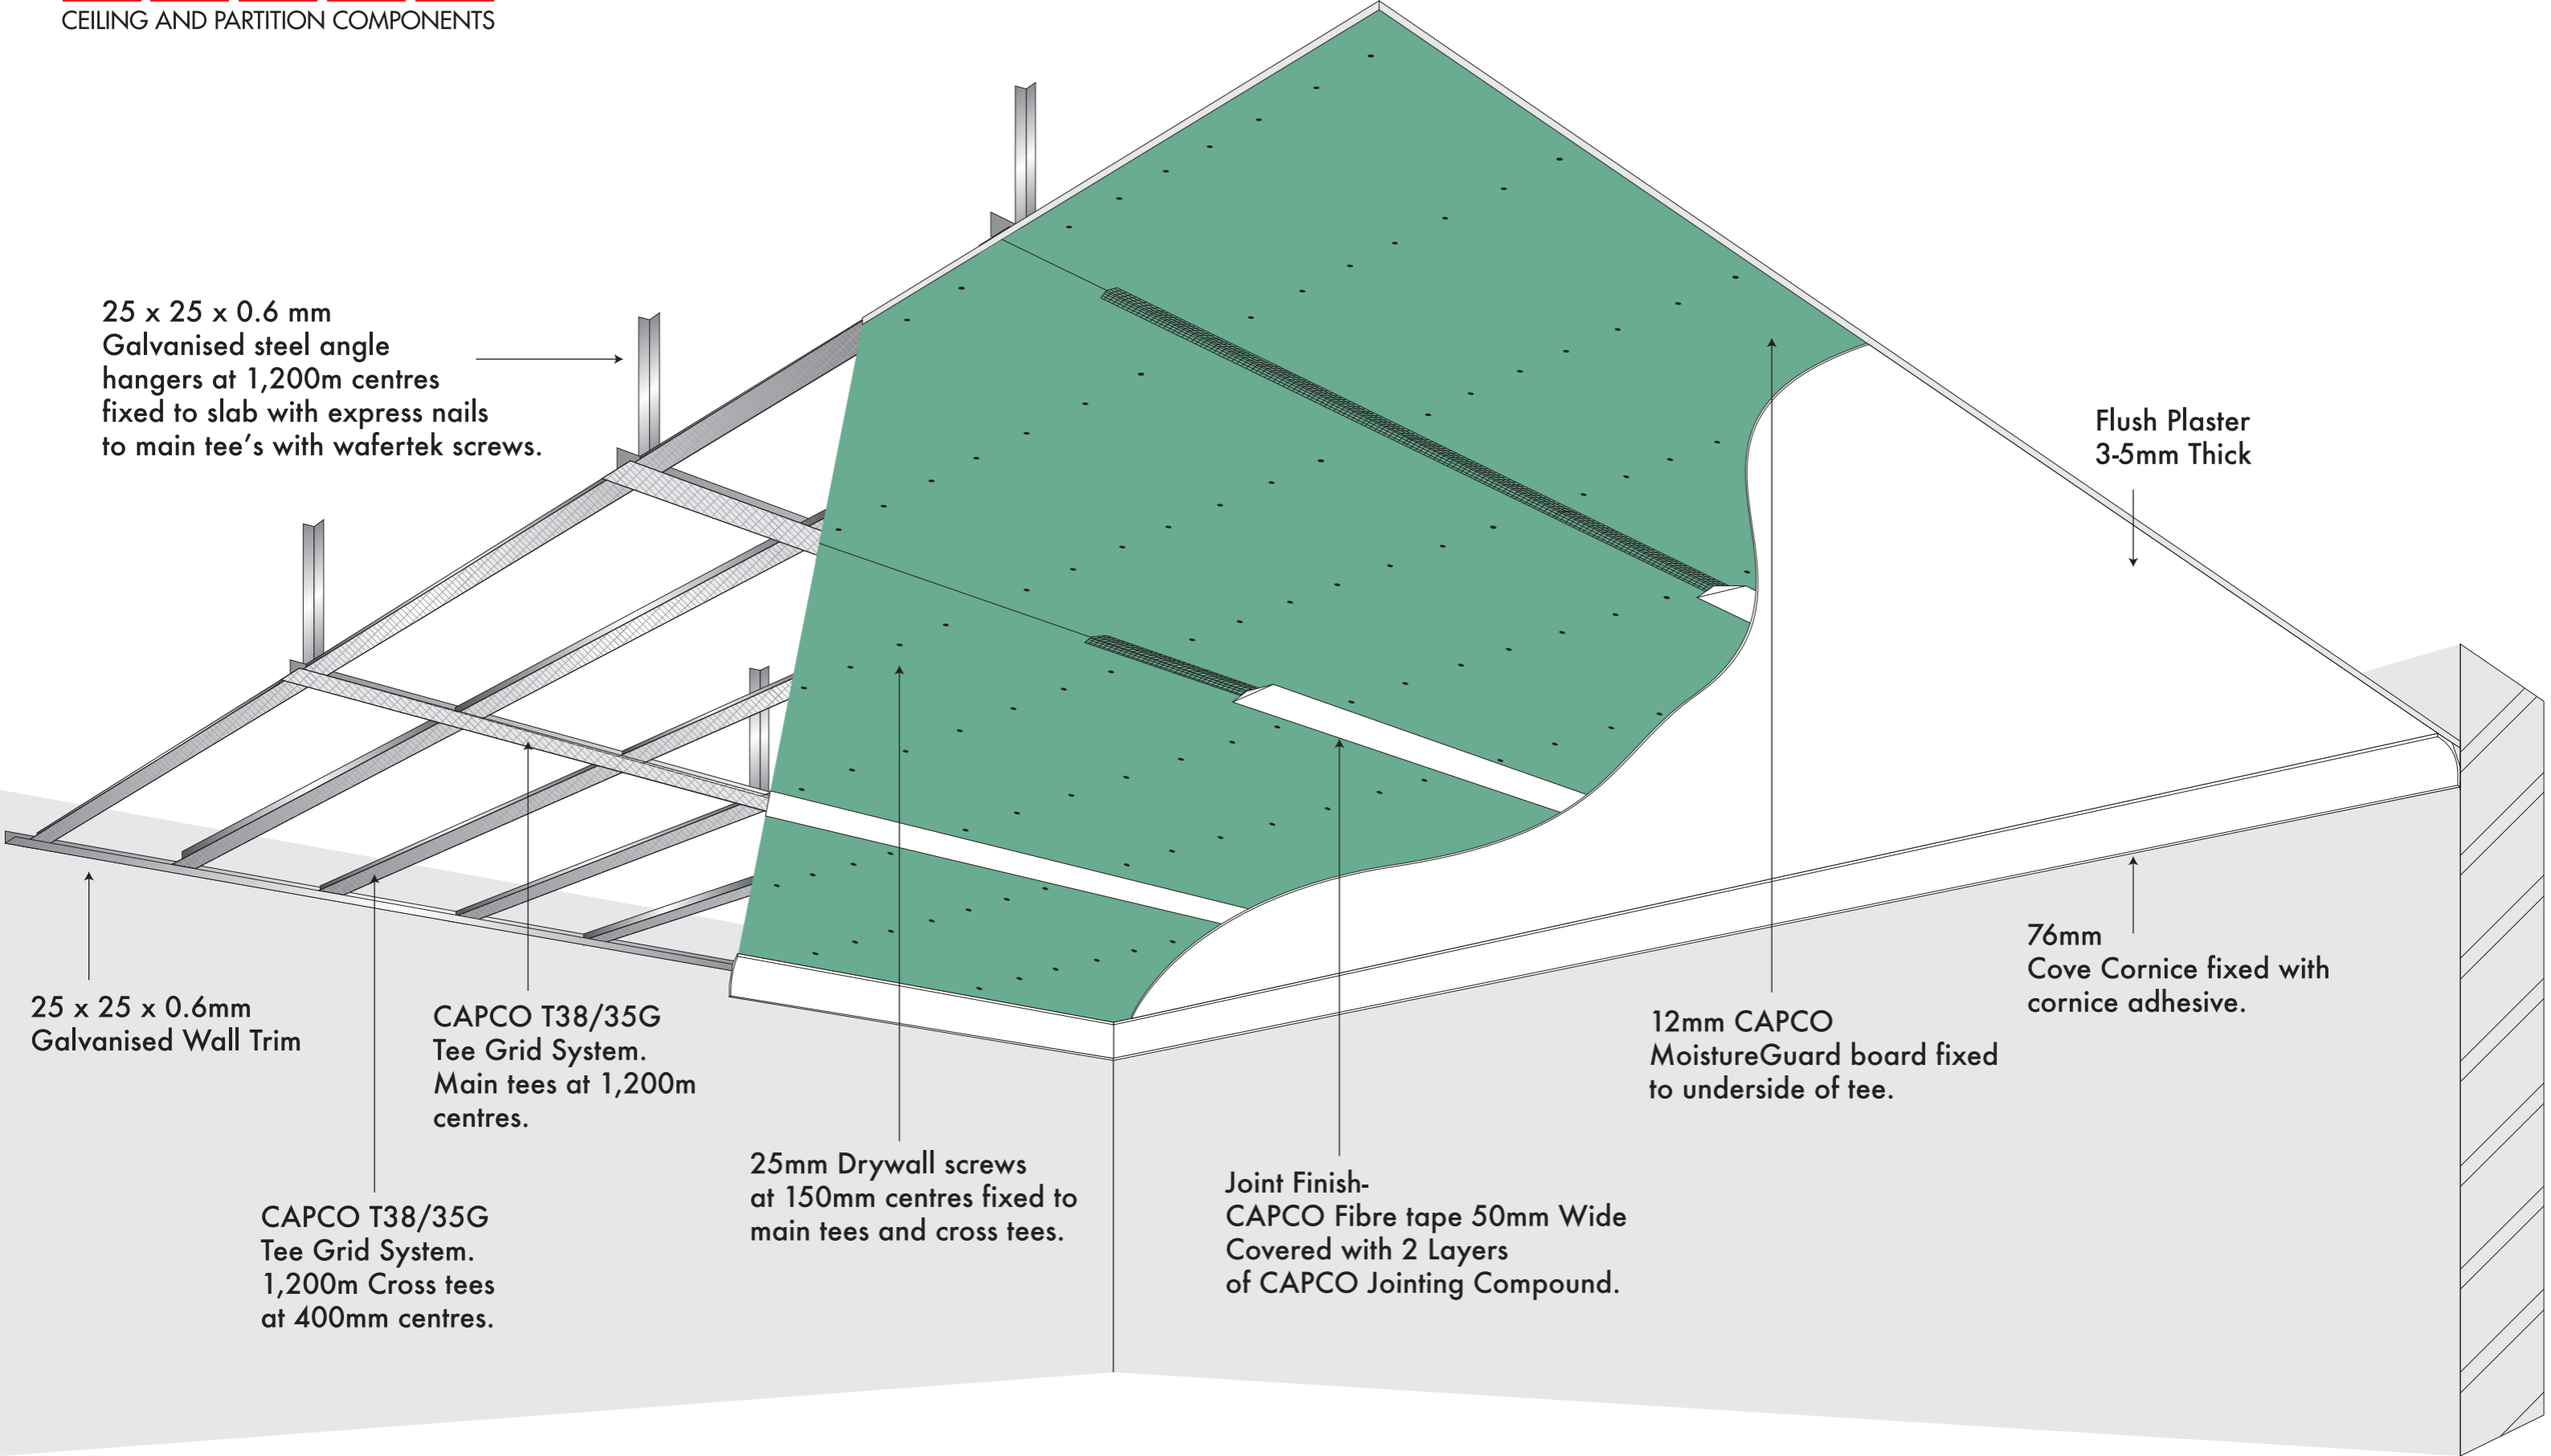 CEILING AND PARTITION COMPONENTS
25 x 25 x 0.6 mm
Galvanised steel angle
hangers at 1,200m centres
fixed to slab with express nails
to main tee's with wafertek screws.
Flush Plaster
3-5mm Thick
25 x 25 x 0.6mm
Galvanised Wall Trim
CAPCO T38/35G
Tee Grid System.
1,200m Cross tees
at 400mm centres.
CAPCO T38/35G
Tee Grid System.
Main tees at 1,200m
centres.
25mm Drywall screws
at 150mm centres fixed to
main tees and cross tees.
Joint Finish-
CAPCO Fibre tape 50mm Wide
Covered with 2 Layers
of CAPCO Jointing Compound.
12mm CAPCO
MoistureGuard board fixed
to underside of tee.
76mm
Cove Cornice fixed with
cornice adhesive.